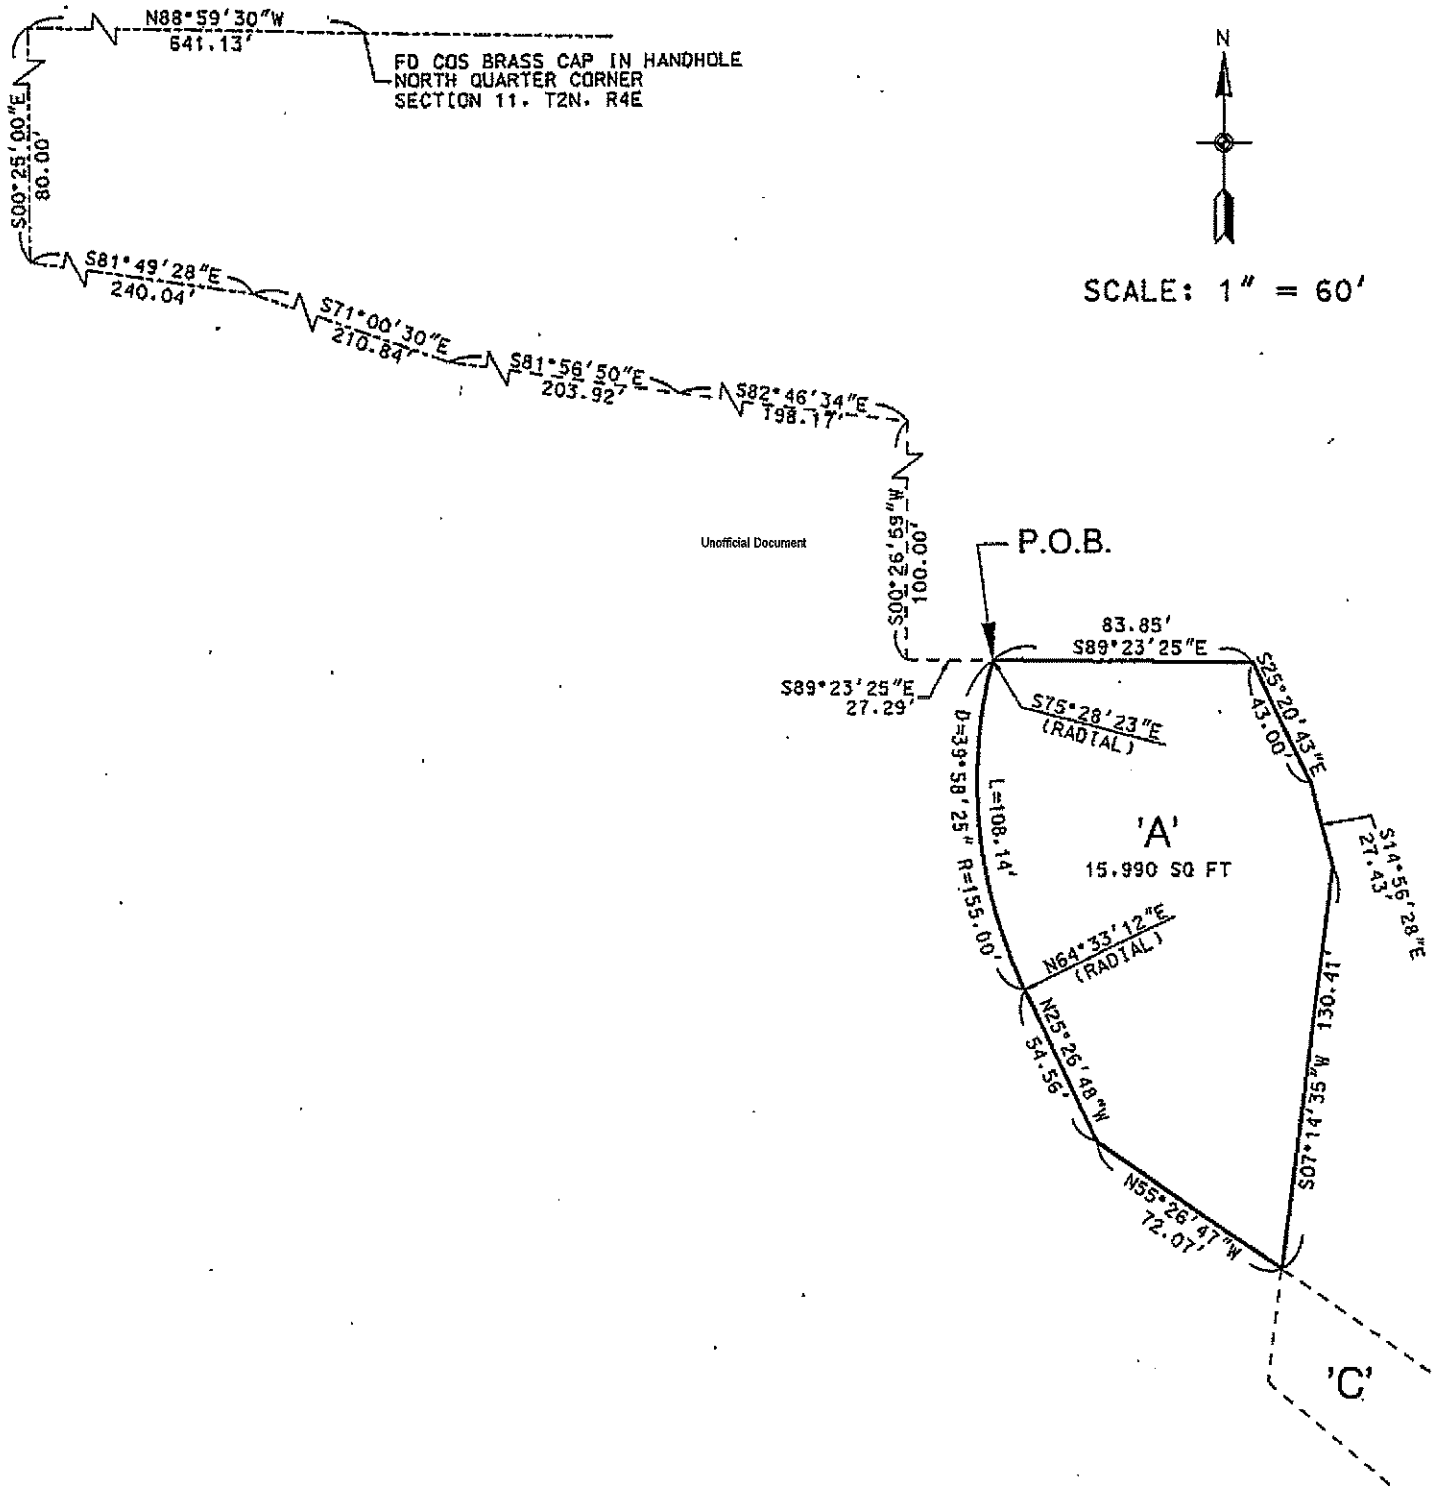 N88°59'30"W
641.13'
FD COS BRASS CAP IN HANDHOLE
NORTH QUARTER CORNER
SECTION 11. T2N. R4E
N
SCALE: 1" = 60'
S00°25'00"E
80.00'
S81°49'28"E
240.04'
S71°00'30"E
210.84'
S81°56'50"E
203.92'
S82°46'34"E
198.17'
S00°26'59"W
100.00'
Unofficial Document
P.O.B.
83.85'
S89°23'25"E
S89°23'25"E
27.29'
S75°28'23"E
(RADIAL)
S25°20'43"E
43.00'
D=39°58'25" R=155.00'
L=108.14'
'A'
15.990 SQ FT
S14°56'28"E
27.43'
N64°33'12"E
(RADIAL)
N25°26'48"W
54.56'
S07°14'35"W 130.41'
N55°26'47"W
72.07'
'C'